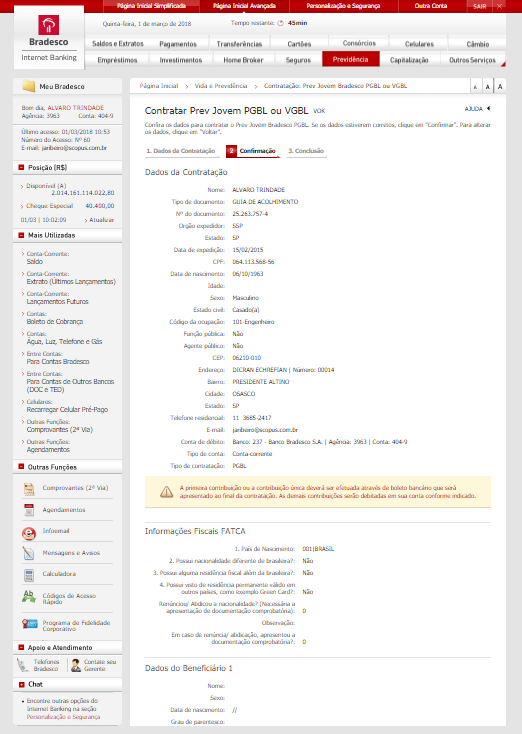 Página Inicial Simplificada
Página Inicial Avançada
Personalização e Segurança
Outra Conta
SAIR X
Bradesco
Internet Banking
Quinta-feira, 1 de março de 2018
Tempo restante: 45min
Saldos e Extratos
Pagamentos
Transferências
Cartões
Consórcios
Celulares
Câmbio
Empréstimos
Investimentos
Home Broker
Seguros
Previdência
Capitalização
Outros Serviços
Meu Bradesco
Bom dia, ALVARO TRINDADE
Agência: 3963 Conta: 404-9
Último acesso: 01/03/2018 10:53
Número do Acesso: Nº 60
E-mail: jaribeiro@scopus.com.br
Posição (R$)
Disponível (A)
2.014.161.114.022,80
Cheque Especial 40.400,00
01/03 | 10:02:09 Atualizar
Mais Utilizadas
Conta-Corrente:
Saldo
Conta-Corrente:
Extrato (Últimos Lançamentos)
Conta-Corrente:
Lançamentos Futuros
Contas:
Boleto de Cobrança
Contas:
Água, Luz, Telefone e Gás
Entre Contas:
Para Contas Bradesco
Entre Contas:
Para Contas de Outros Bancos
(DOC e TED)
Celulares:
Recarregar Celular Pré-Pago
Outras Funções:
Comprovantes (2ª Via)
Outras Funções:
Agendamentos
Outras Funções
Comprovantes (2ª Via)
Agendamentos
Infoemail
Mensagens e Avisos
Calculadora
Códigos de Acesso
Rápido
Programa de Fidelidade
Corporativo
Apoio e Atendimento
Telefones
Bradesco
Contate seu
Gerente
Chat
Encontre outras opções do
Internet Banking na seção
Personalização e Segurança
Página Inicial > Vida e Previdência > Contratação: Prev Jovem Bradesco PGBL ou VGBL
A A A
Contratar Prev Jovem PGBL ou VGBL VOK
AJUDA
Confira os dados para contratar o Prev Jovem Bradesco PGBL. Se os dados estiverem corretos, clique em "Confirmar". Para alterar
os dados, clique em "Voltar".
1. Dados da Contratação
2 Confirmação
3. Conclusão
Dados da Contratação
Nome: ALVARO TRINDADE
Tipo de documento: GUIA DE ACOLHIMENTO
Nº do documento: 25.263.757-4
Orgão expedidor: SSP
Estado: SP
Data de expedição: 15/02/2015
CPF: 064.113.568-56
Data de nascimento: 06/10/1963
Idade:
Sexo: Masculino
Estado civil: Casado(a)
Código da ocupação: 101-Engenheiro
Função pública: Não
Agente público: Não
CEP: 06210-010
Endereço: DICRAN ECHREFIAN | Número: 00014
Bairro: PRESIDENTE ALTINO
Cidade: OSASCO
Estado: SP
Telefone residencial: 11 3685-2417
E-mail: jaribeiro@scopus.com.br
Conta de débito: Banco: 237 - Banco Bradesco S.A. | Agência: 3963 | Conta: 404-9
Tipo de conta: Conta-corrente
Tipo de contratação: PGBL
A primeira contribuição ou a contribuição única deverá ser efetuada através de boleto bancário que será
apresentado ao final da contratação. As demais contribuições serão debitadas em sua conta conforme indicado.
Informações Fiscais FATCA
1. País de Nascimento: 001|BRASIL
2. Possui nacionalidade diferente de brasileira?: Não
3. Possui alguma residência fiscal além da brasileira?: Não
4. Possui visto de residência permanente válido em
outros países, como exemplo Green Card?: Não
Renúnciou/ Abdicou a nacionalidade? (Necessária a
apresentação de documentação comprobatória): 0
Observação:
Em caso de renúncia/ abdicação, apresentou a
documentação comprobatória?: 0
Dados do Beneficiário 1
Nome:
Sexo:
Data de nascimento: //
Grau de parentesco: